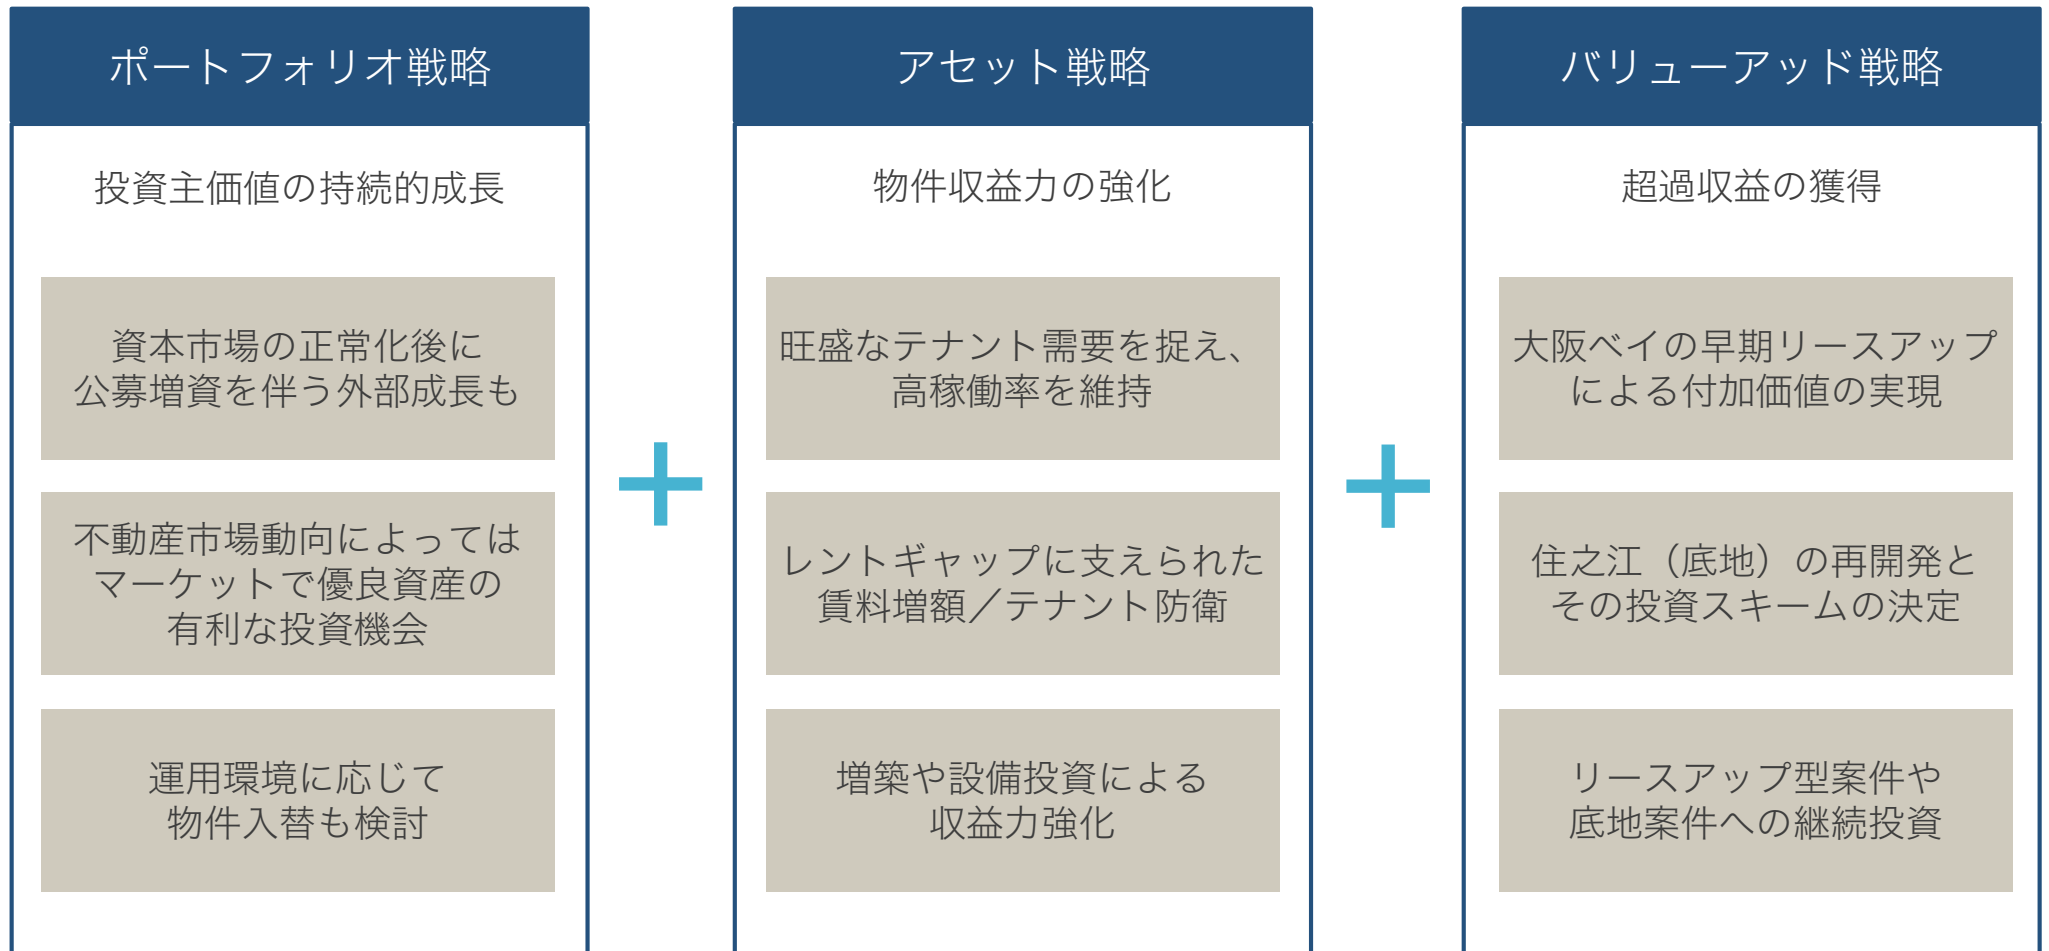 ポートフォリオ戦略
投資主価値の持続的成長
資本市場の正常化後に
公募増資を伴う外部成長も
不動産市場動向によっては
マーケットで優良資産の
有利な投資機会
運用環境に応じて
物件入替も検討
アセット戦略
物件収益力の強化
旺盛なテナント需要を捉え、
高稼働率を維持
レントギャップに支えられた
賃料増額／テナント防衛
増築や設備投資による
収益力強化
バリューアッド戦略
超過収益の獲得
大阪ベイの早期リースアップ
による付加価値の実現
住之江（底地）の再開発と
その投資スキームの決定
リースアップ型案件や
底地案件への継続投資